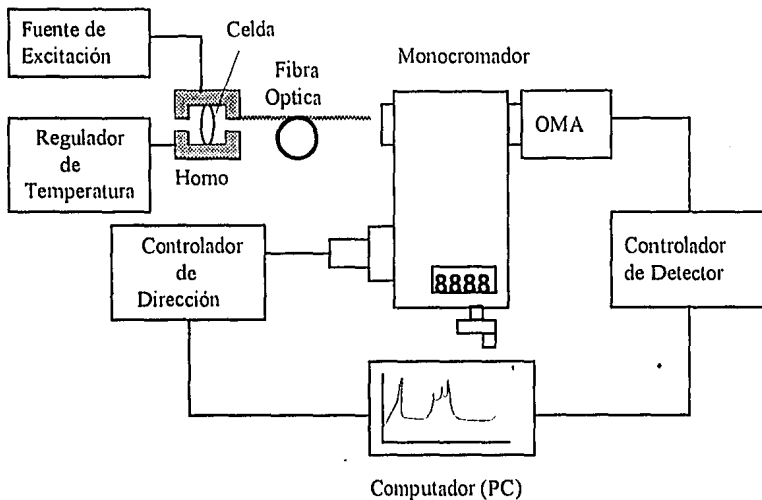 Fuente de
Excitación
Celda
Fibra
Optica
Monocromador
OMA
Regulador
de
Temperatura
Homo
Controlador
de
Dirección
8888
Controlador
de Detector
Computador (PC)